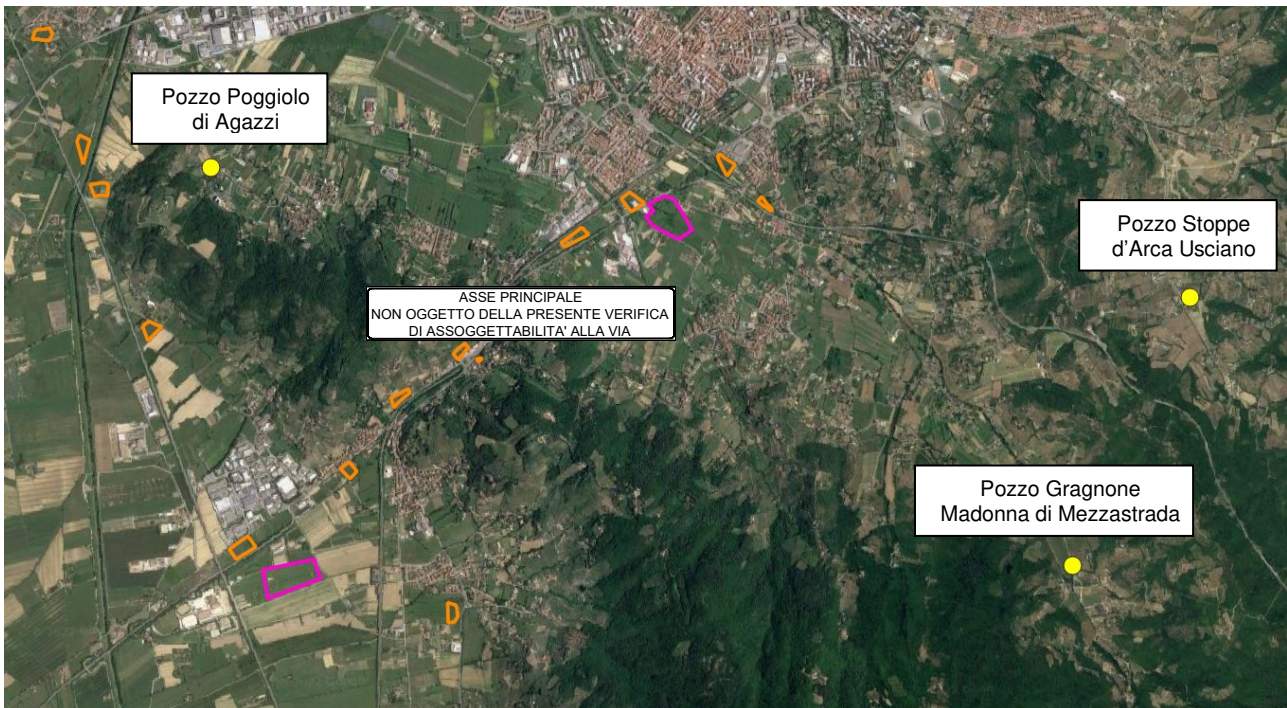 Pozzo Poggiolo
di Agazzi
Pozzo Stoppe
d'Arca Usciano
ASSE PRINCIPALE
NON OGGETTO DELLA PRESENTE VERIFICA
DI ASSOGGETTABILITA' ALLA VIA
Pozzo Gragnone
Madonna di Mezzastrada